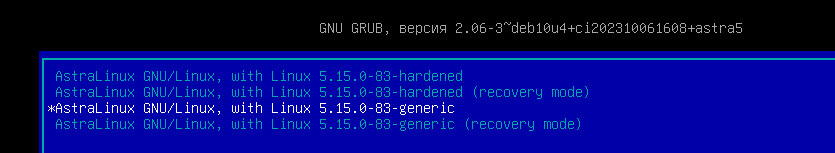 GNU GRUB, версия 2.06-3~deb10u4+ci202310061608+astra5
AstraLinux GNU/Linux, with Linux 5.15.0-83-hardened
AstraLinux GNU/Linux, with Linux 5.15.0-83-hardened (recovery mode)
*AstraLinux GNU/Linux, with Linux 5.15.0-83-generic
AstraLinux GNU/Linux, with Linux 5.15.0-83-generic (recovery mode)